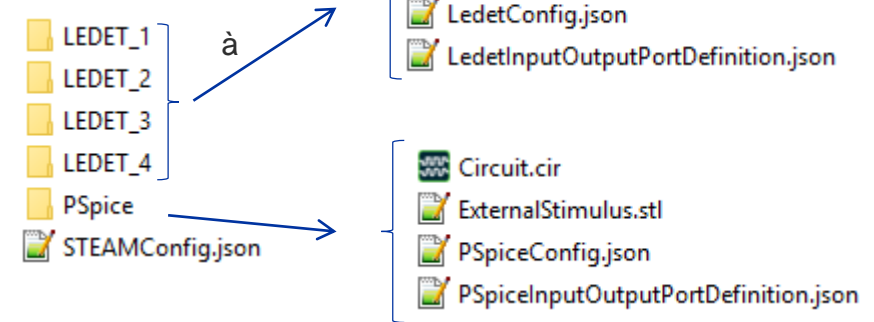 LEDET_1
LEDET_2
LEDET_3
LEDET_4
PSpice
STEAMConfig.json
à
LedetConfig.json
LedetInputOutputPortDefinition.json
Circuit.cir
ExternalStimulus.stl
PSpiceConfig.json
PSpiceInputOutputPortDefinition.json